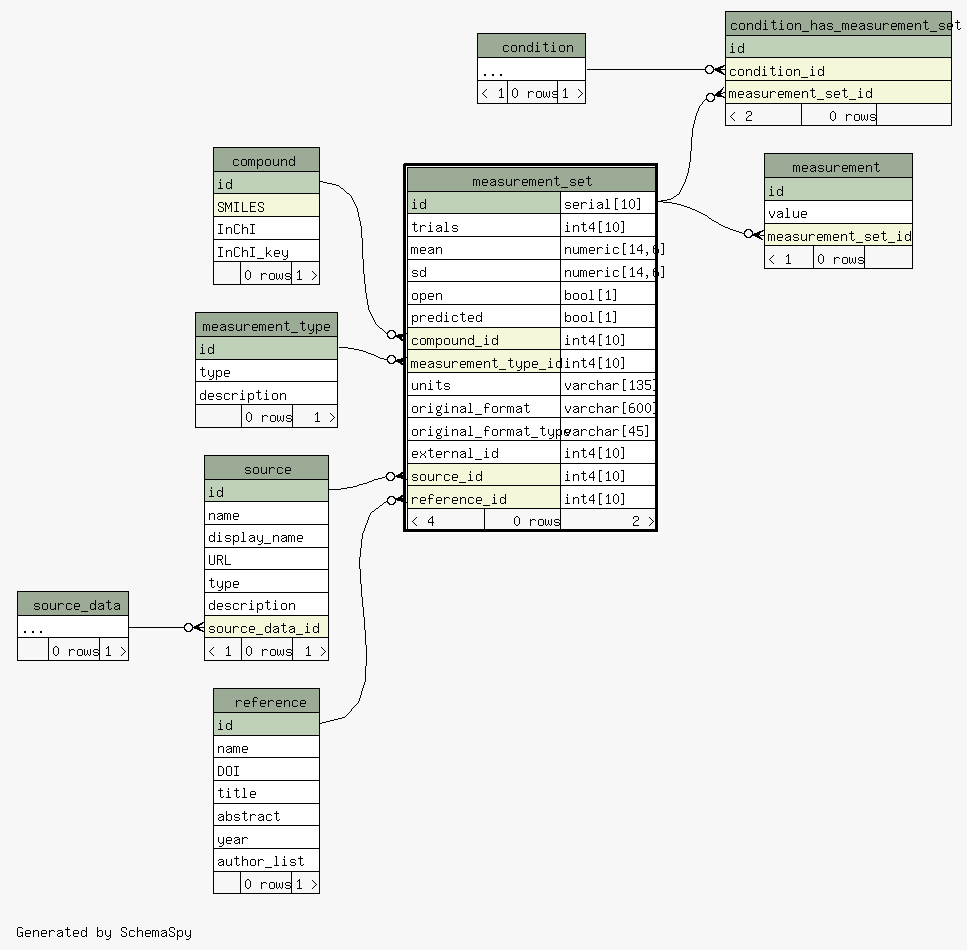 condition
...
< 1 0 rows 1 >
condition_has_measurement_set
id
condition_id
measurement_set_id
< 2 0 rows
compound
id
SMILES
InChI
InChI_key
0 rows 1 >
measurement_set
id serial[10]
trials int4[10]
mean numeric[14,6]
sd numeric[14,6]
open bool[1]
predicted bool[1]
compound_id int4[10]
measurement_type_id int4[10]
units varchar[135]
original_format varchar[600]
original_format_type varchar[45]
external_id int4[10]
source_id int4[10]
reference_id int4[10]
< 4 0 rows 2 >
measurement
id
value
measurement_set_id
< 1 0 rows
measurement_type
id
type
description
0 rows 1 >
source
id
name
display_name
URL
type
description
source_data_id
< 1 0 rows 1 >
source_data
...
0 rows 1 >
reference
id
name
DOI
title
abstract
year
author_list
0 rows 1 >
Generated by SchemaSpy